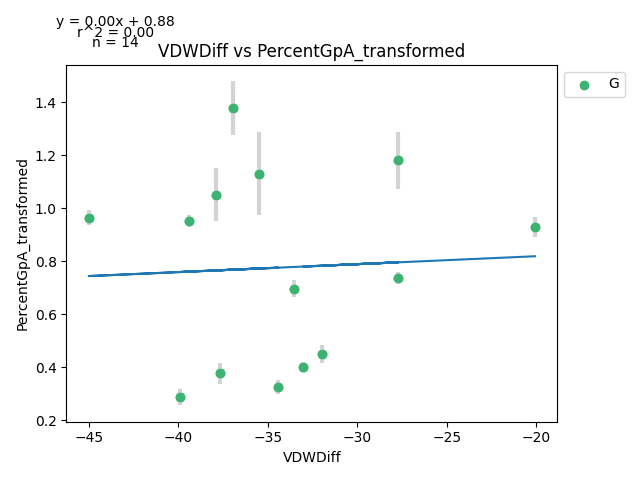 y = 0.00x + 0.88
r^2 = 0.00
n = 14
VDWDiff vs PercentGpA_transformed
G
PercentGpA_transformed
1.4
1.2
1.0
0.8
0.6
0.4
0.2
−45
−40
−35
−30
−25
−20
VDWDiff